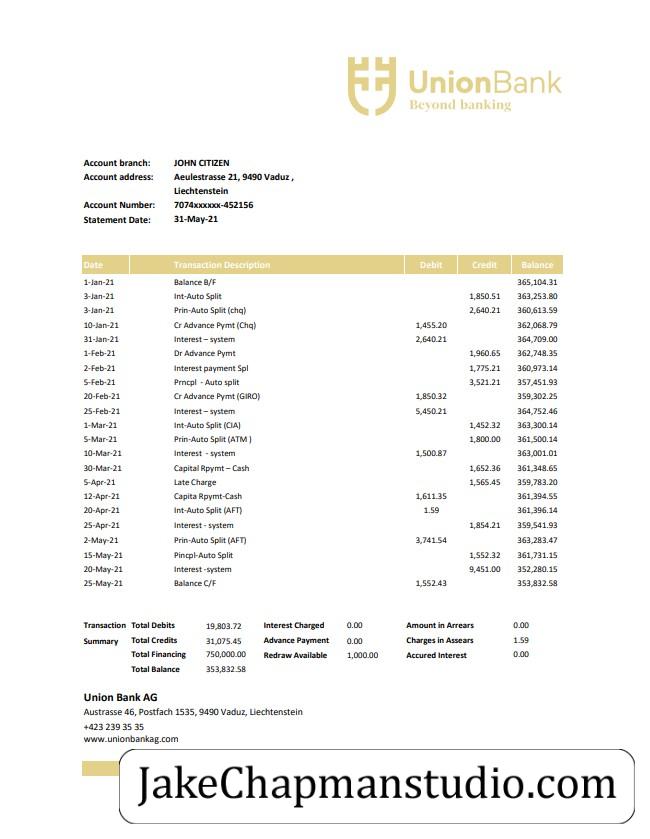 UnionBank
Beyond banking
Account branch: JOHN CITIZEN
Account address: Aeulestrasse 21, 9490 Vaduz ,
Liechtenstein
Account Number: 7074xxxxxx-452156
Statement Date: 31-May-21
Date Transaction Description Debit Credit Balance
1-Jan-21 Balance B/F 365,104.31
3-Jan-21 Int-Auto Split 1,850.51 363,253.80
3-Jan-21 Prin-Auto Split (chq) 2,640.21 360,613.59
10-Jan-21 Cr Advance Pymt (Chq) 1,455.20 362,068.79
31-Jan-21 Interest – system 2,640.21 364,709.00
1-Feb-21 Dr Advance Pymt 1,960.65 362,748.35
2-Feb-21 Interest payment Spl 1,775.21 360,973.14
5-Feb-21 Prncpl - Auto split 3,521.21 357,451.93
20-Feb-21 Cr Advance Pymt (GIRO) 1,850.32 359,302.25
25-Feb-21 Interest – system 5,450.21 364,752.46
1-Mar-21 Int-Auto Split (CIA) 1,452.32 363,300.14
5-Mar-21 Prin-Auto Split (ATM ) 1,800.00 361,500.14
10-Mar-21 Interest - system 1,500.87 363,001.01
30-Mar-21 Capital Rpymt – Cash 1,652.36 361,348.65
5-Apr-21 Late Charge 1,565.45 359,783.20
12-Apr-21 Capita Rpymt-Cash 1,611.35 361,394.55
20-Apr-21 Int-Auto Split (AFT) 1.59 361,396.14
25-Apr-21 Interest - system 1,854.21 359,541.93
2-May-21 Prin-Auto Split (AFT) 3,741.54 363,283.47
15-May-21 Pincpl-Auto Split 1,552.32 361,731.15
20-May-21 Interest -system 9,451.00 352,280.15
25-May-21 Balance C/F 1,552.43 353,832.58
Transaction Total Debits 19,803.72 Interest Charged 0.00 Amount in Arrears 0.00
Summary Total Credits 31,075.45 Advance Payment 0.00 Charges in Assears 1.59
Total Financing 750,000.00 Redraw Available 1,000.00 Accured Interest 0.00
Total Balance 353,832.58
Union Bank AG
Austrasse 46, Postfach 1535, 9490 Vaduz, Liechtenstein
+423 239 35 35
www.unionbankag.com
JakeChapmanstudio.com